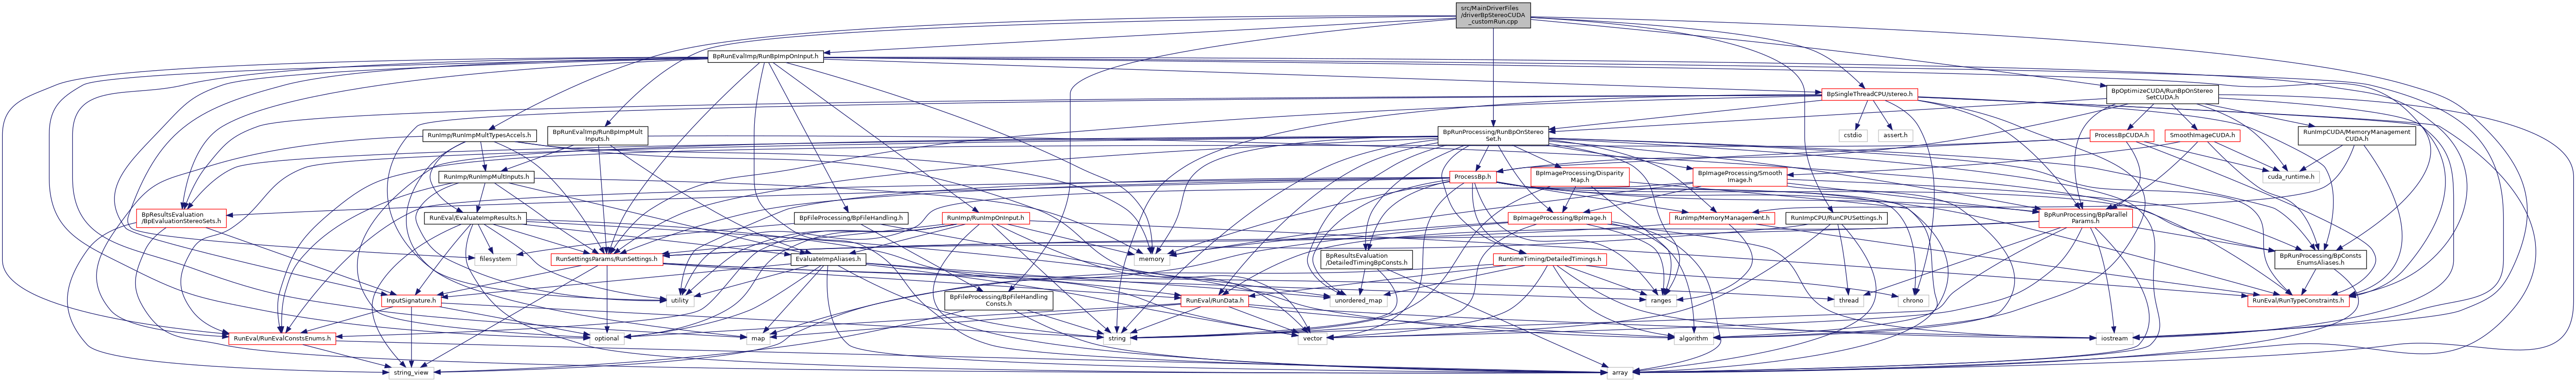 src/MainDriverFiles
/driverBpStereoCUDA
_customRun.cpp
BpRunEvalImp/RunBpImpOnInput.h
BpSingleThreadCPU/stereo.h
BpOptimizeCUDA/RunBpOnStereo
SetCUDA.h
RunImp/RunImpMultTypesAccels.h
BpRunEvalImp/RunBpImpMult
Inputs.h
BpRunProcessing/RunBpOnStereo
Set.h
cstdio
assert.h
ProcessBpCUDA.h
SmoothImageCUDA.h
RunImpCUDA/MemoryManagement
CUDA.h
RunImp/RunImpMultInputs.h
ProcessBp.h
BpImageProcessing/Disparity
Map.h
BpImageProcessing/Smooth
Image.h
cuda_runtime.h
BpResultsEvaluation
/BpEvaluationStereoSets.h
RunEval/EvaluateImpResults.h
BpFileProcessing/BpFileHandling.h
RunImp/RunImpOnInput.h
BpImageProcessing/BpImage.h
RunImp/MemoryManagement.h
RunImpCPU/RunCPUSettings.h
BpRunProcessing/BpParallel
Params.h
filesystem
RunSettingsParams/RunSettings.h
EvaluateImpAliases.h
memory
BpResultsEvaluation
/DetailedTimingBpConsts.h
RuntimeTiming/DetailedTimings.h
BpRunProcessing/BpConsts
EnumsAliases.h
InputSignature.h
utility
BpFileProcessing/BpFileHandling
Consts.h
RunEval/RunData.h
unordered_map
ranges
thread
chrono
RunEval/RunTypeConstraints.h
RunEval/RunEvalConstsEnums.h
optional
map
string
vector
algorithm
iostream
string_view
array